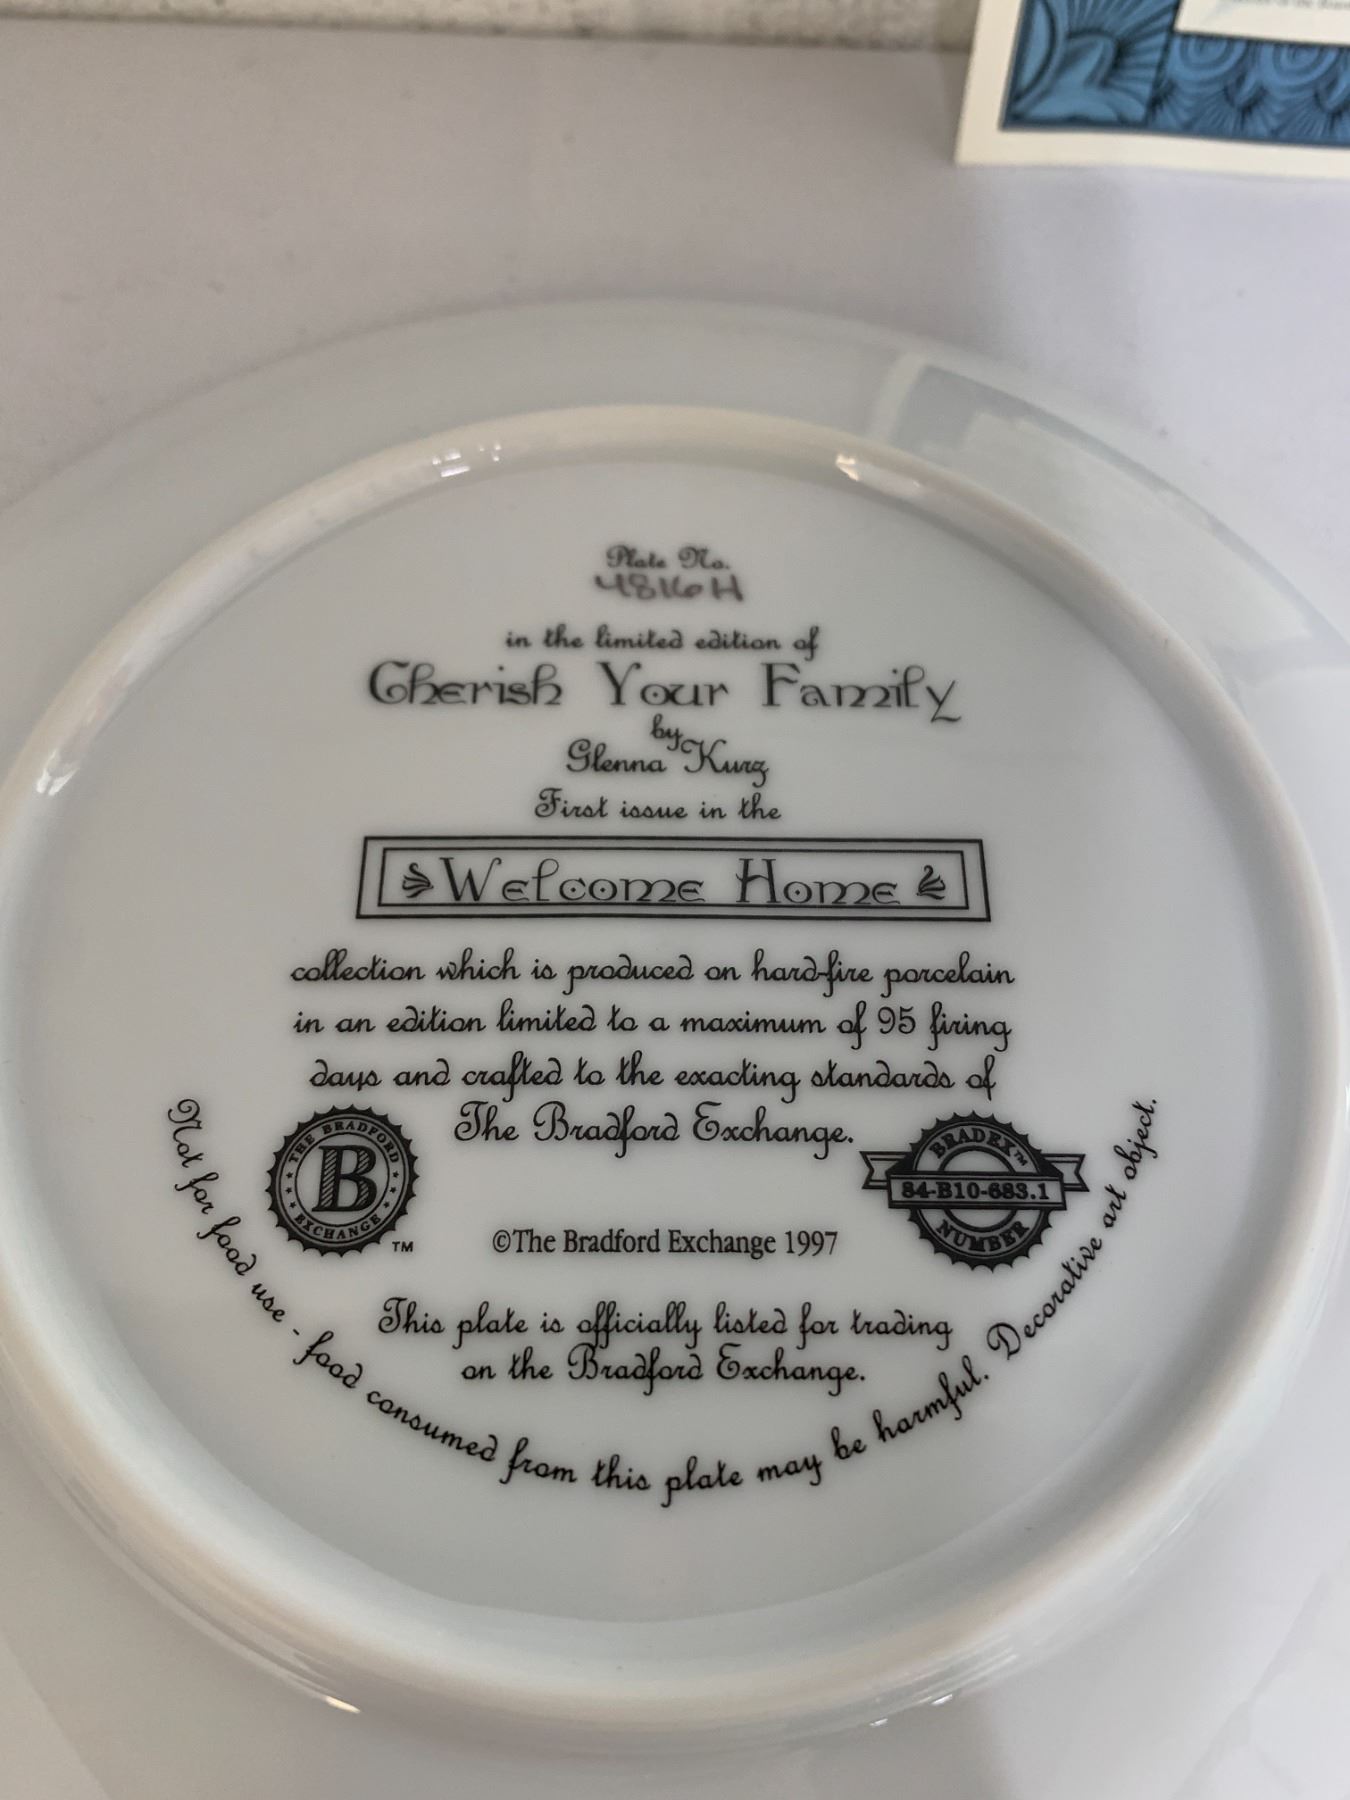 Plate No.
4816H
in the limited edition of
Cherish Your Family
by
Glenna Kurz
First issue in the
Welcome Home
collection which is produced on hard-fire porcelain
in an edition limited to a maximum of 95 firing
days and crafted to the exacting standards of
The Bradford Exchange.
THE BRADFORD
B
EXCHANGE
TM
BRADEX™
84-B10-683.1
NUMBER
©The Bradford Exchange 1997
This plate is officially listed for trading
on the Bradford Exchange.
Not for food use - food consumed from this plate may be harmful. Decorative art object.